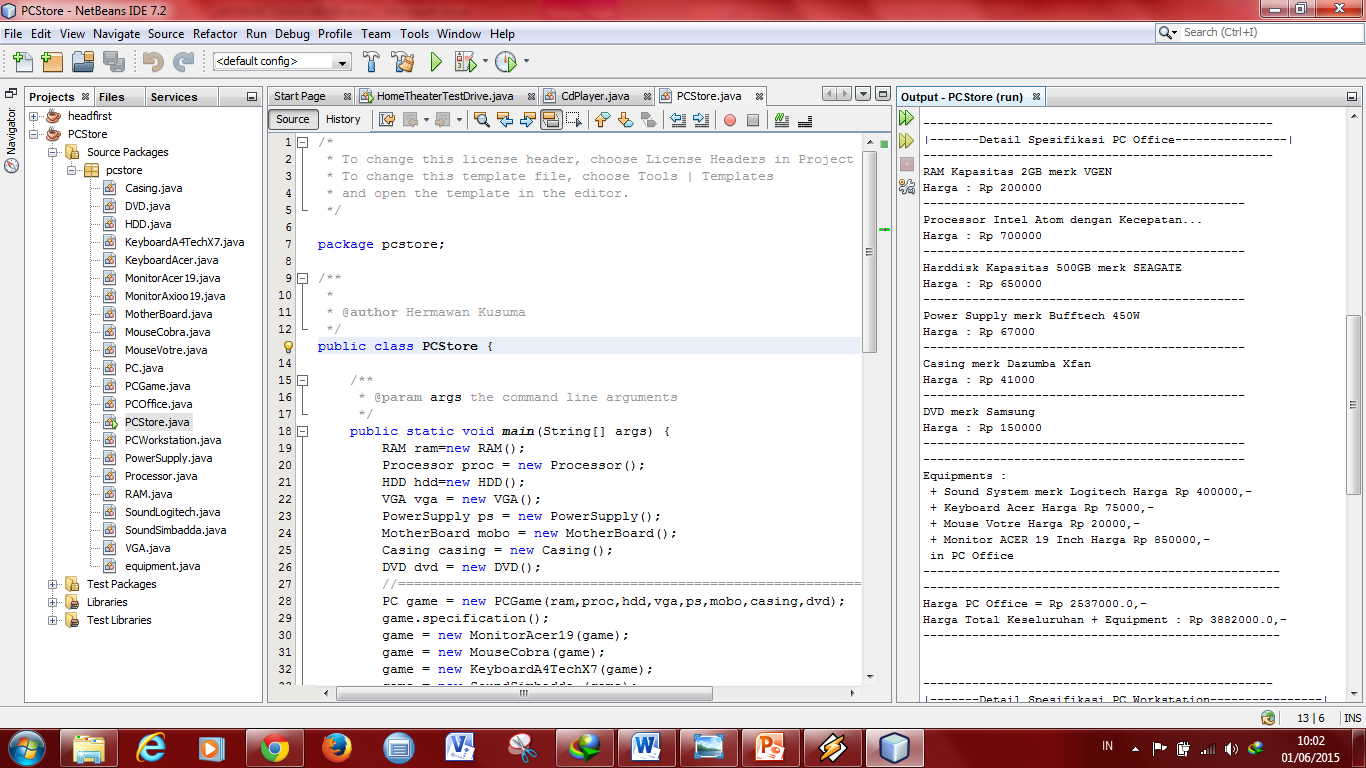 PCStore - NetBeans IDE 7.2
File Edit View Navigate Source Refactor Run Debug Profile Team Tools Window Help
Search (Ctrl+I)
<default config>
Navigator
Projects Files Services
headfirst
PCStore
Source Packages
pcstore
Casing.java
DVD.java
HDD.java
KeyboardA4TechX7.java
KeyboardAcer.java
MonitorAcer19.java
MonitorAxioo19.java
MotherBoard.java
MouseCobra.java
MouseVotre.java
PC.java
PCGame.java
PCOffice.java
PCStore.java
PCWorkstation.java
PowerSupply.java
Processor.java
RAM.java
SoundLogitech.java
SoundSimbadda.java
VGA.java
equipment.java
Test Packages
Libraries
Test Libraries
Start Page HomeTheaterTestDrive.java CdPlayer.java PCStore.java
Source History
1 /*
2 * To change this license header, choose License Headers in Project
3 * To change this template file, choose Tools | Templates
4 * and open the template in the editor.
5 */
6
7 package pcstore;
8
9 /**
10 *
11 * @author Hermawan Kusuma
12 */
public class PCStore {
14
15 /**
16 * @param args the command line arguments
17 */
18 public static void main(String[] args) {
19 RAM ram=new RAM();
20 Processor proc = new Processor();
21 HDD hdd=new HDD();
22 VGA vga = new VGA();
23 PowerSupply ps = new PowerSupply();
24 MotherBoard mobo = new MotherBoard();
25 Casing casing = new Casing();
26 DVD dvd = new DVD();
27 //==========================================================
28 PC game = new PCGame(ram,proc,hdd,vga,ps,mobo,casing,dvd);
29 game.specification();
30 game = new MonitorAcer19(game);
31 game = new MouseCobra(game);
32 game = new KeyboardA4TechX7(game);
Output - PCStore (run)
--------------------------------------------------
|-------Detail Spesifikasi PC Office----------------|
--------------------------------------------------
RAM Kapasitas 2GB merk VGEN
Harga : Rp 200000
----------------------------------------------
Processor Intel Atom dengan Kecepatan...
Harga : Rp 700000
----------------------------------------------
Harddisk Kapasitas 500GB merk SEAGATE
Harga : Rp 650000
----------------------------------------------
Power Supply merk Bufftech 450W
Harga : Rp 67000
----------------------------------------------
Casing merk Dazumba Xfan
Harga : Rp 41000
----------------------------------------------
DVD merk Samsung
Harga : Rp 150000
----------------------------------------------
----------------------------------------------
Equipments :
+ Sound System merk Logitech Harga Rp 400000,-
+ Keyboard Acer Harga Rp 75000,-
+ Mouse Votre Harga Rp 20000,-
+ Monitor ACER 19 Inch Harga Rp 850000,-
in PC Office
---------------------------------------------------
---------------------------------------------------
Harga PC Office = Rp 2537000.0,-
Harga Total Keseluruhan + Equipment : Rp 3882000.0,-
---------------------------------------------------
--------------------------------------------------
|-------Detail Spesifikasi PC Workstation----------------|
13 | 6 INS
IN
10:02
01/06/2015